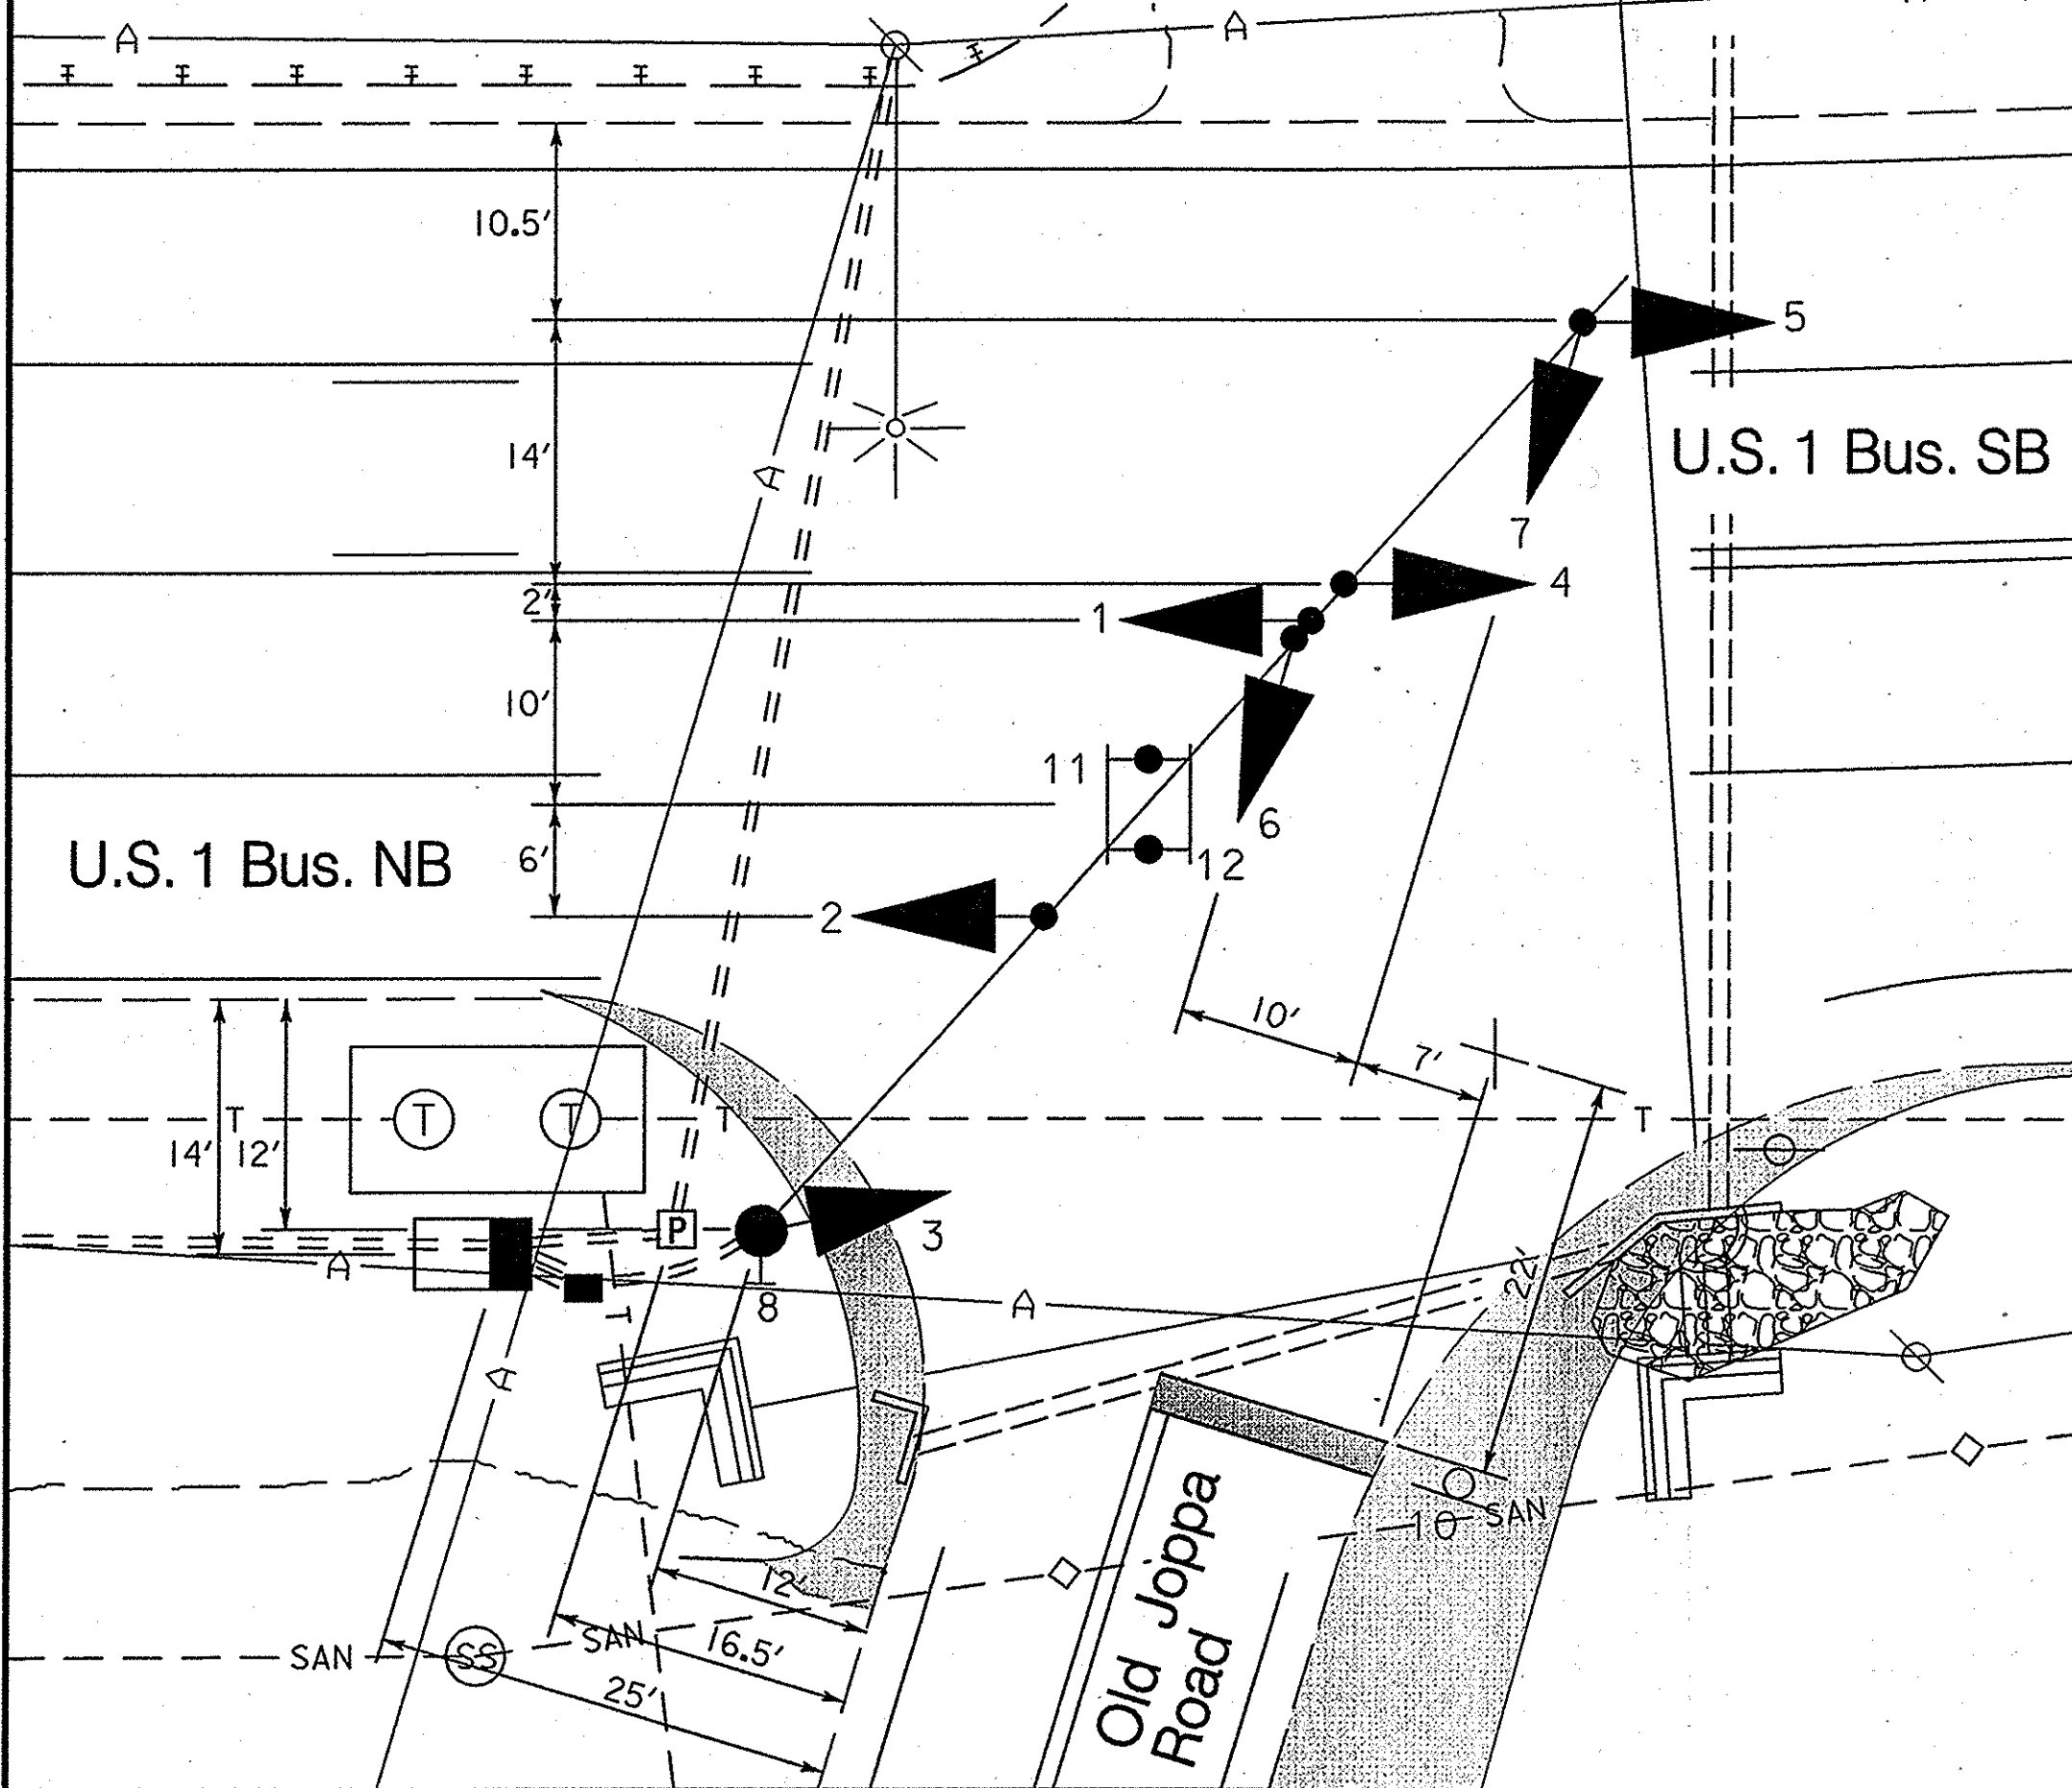 A
A
10.5'
5
14'
A
U.S. 1 Bus. SB
7
2'
4
1
10'
11
6
U.S. 1 Bus. NB
6'
12
2
10'
7'
T
T
T
T
T
14'
12'
P
3
A
22'
8
A
T
A
SAN
10
12'
Old Joppa
Road
SAN
SS
SAN
16.5'
25'